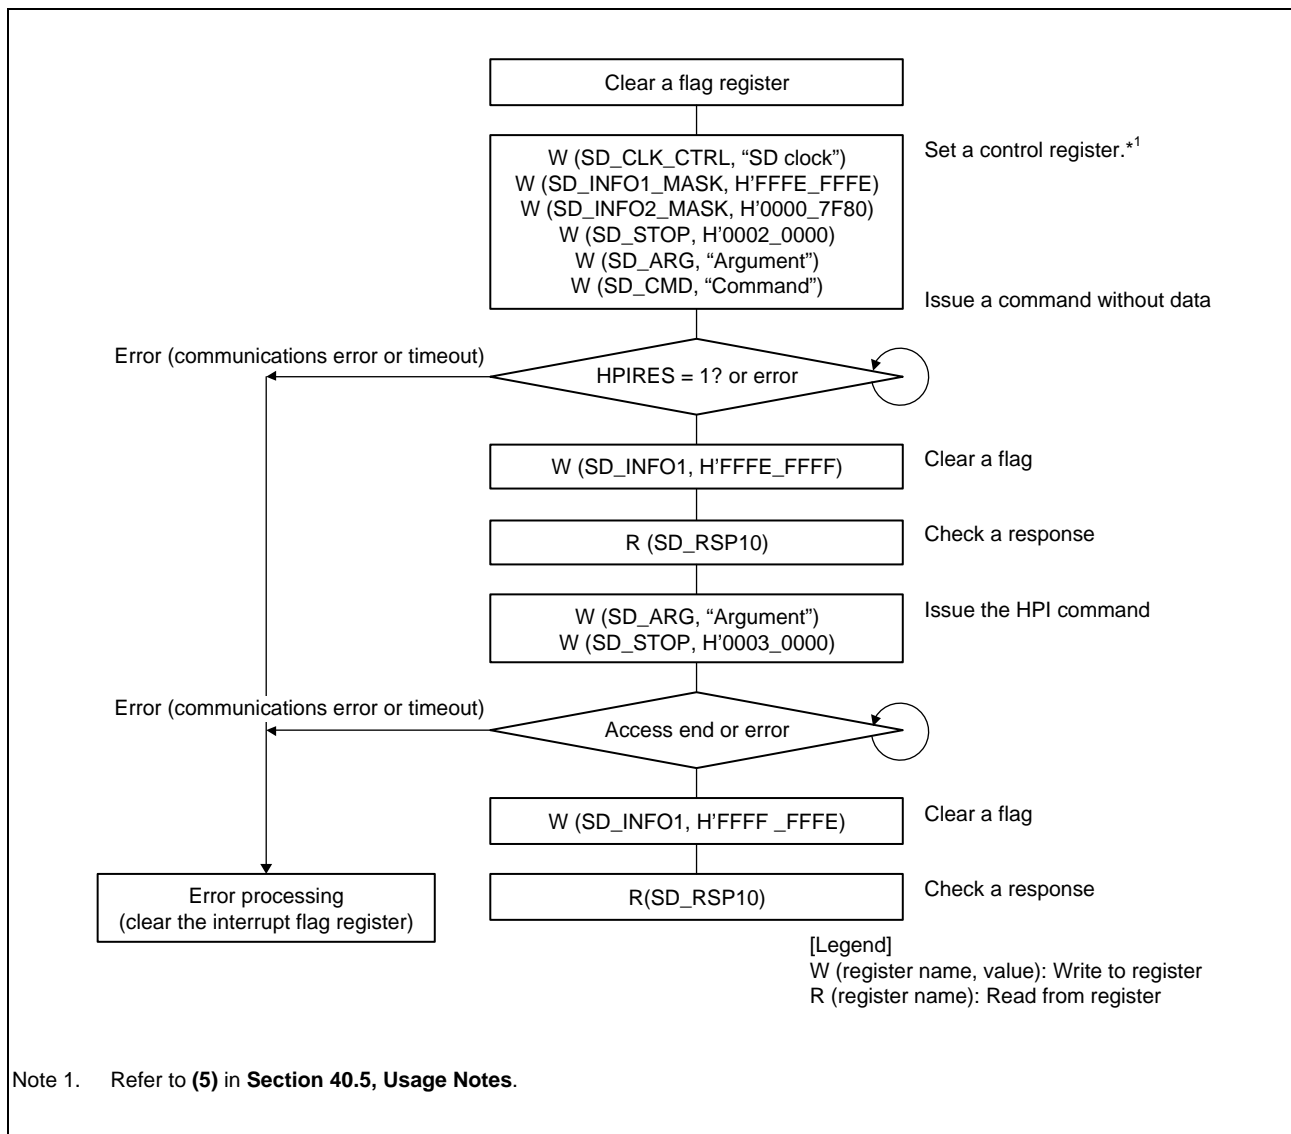 Clear a flag register
W (SD_CLK_CTRL, “SD clock”)
W (SD_INFO1_MASK, H’FFFE_FFFE)
W (SD_INFO2_MASK, H’0000_7F80)
W (SD_STOP, H’0002_0000)
W (SD_ARG, “Argument”)
W (SD_CMD, “Command”)
Set a control register.*1
Issue a command without data
Error (communications error or timeout)
HPIRES = 1? or error
W (SD_INFO1, H’FFFE_FFFF)
Clear a flag
R (SD_RSP10)
Check a response
W (SD_ARG, “Argument”)
W (SD_STOP, H’0003_0000)
Issue the HPI command
Error (communications error or timeout)
Access end or error
W (SD_INFO1, H’FFFF _FFFE)
Clear a flag
Error processing
(clear the interrupt flag register)
R(SD_RSP10)
Check a response
[Legend]
W (register name, value): Write to register
R (register name): Read from register
Note 1. Refer to (5) in Section 40.5, Usage Notes.